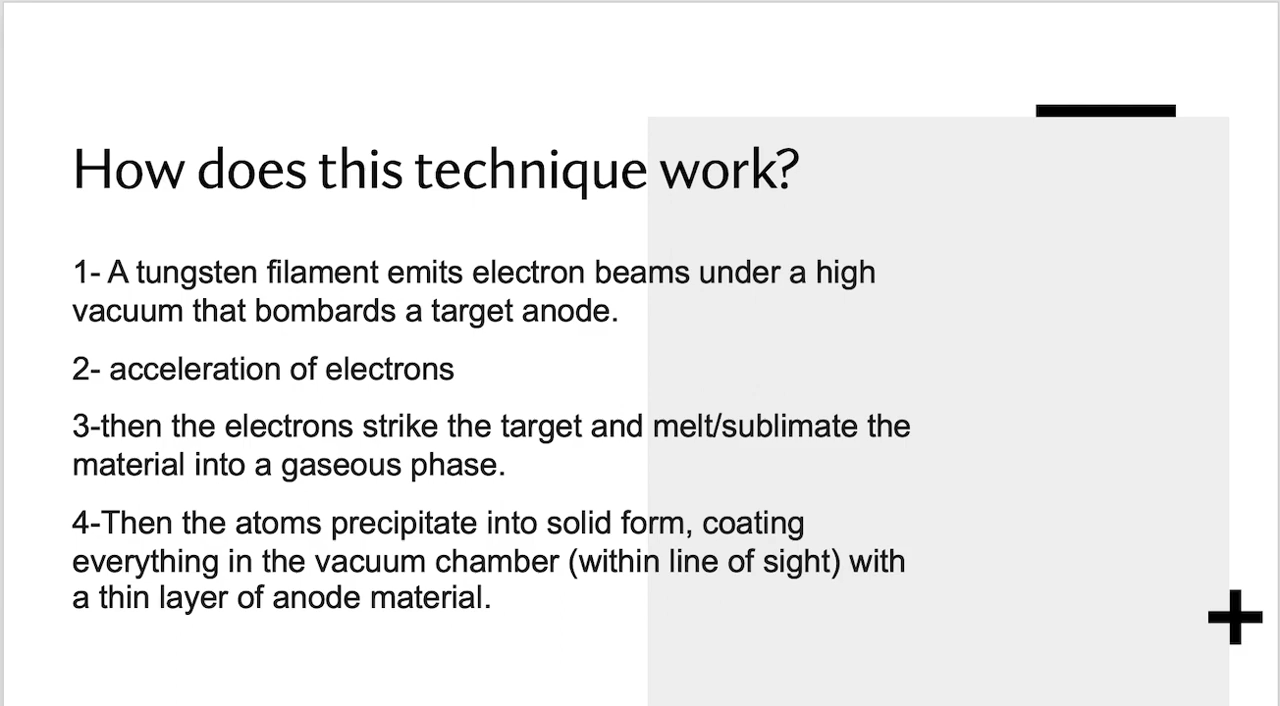 How does this technique work?
1- A tungsten filament emits electron beams under a high
vacuum that bombards a target anode.
2- acceleration of electrons
3-then the electrons strike the target and melt/sublimate the
material into a gaseous phase.
4-Then the atoms precipitate into solid form, coating
everything in the vacuum chamber (within line of sight) with
a thin layer of anode material.